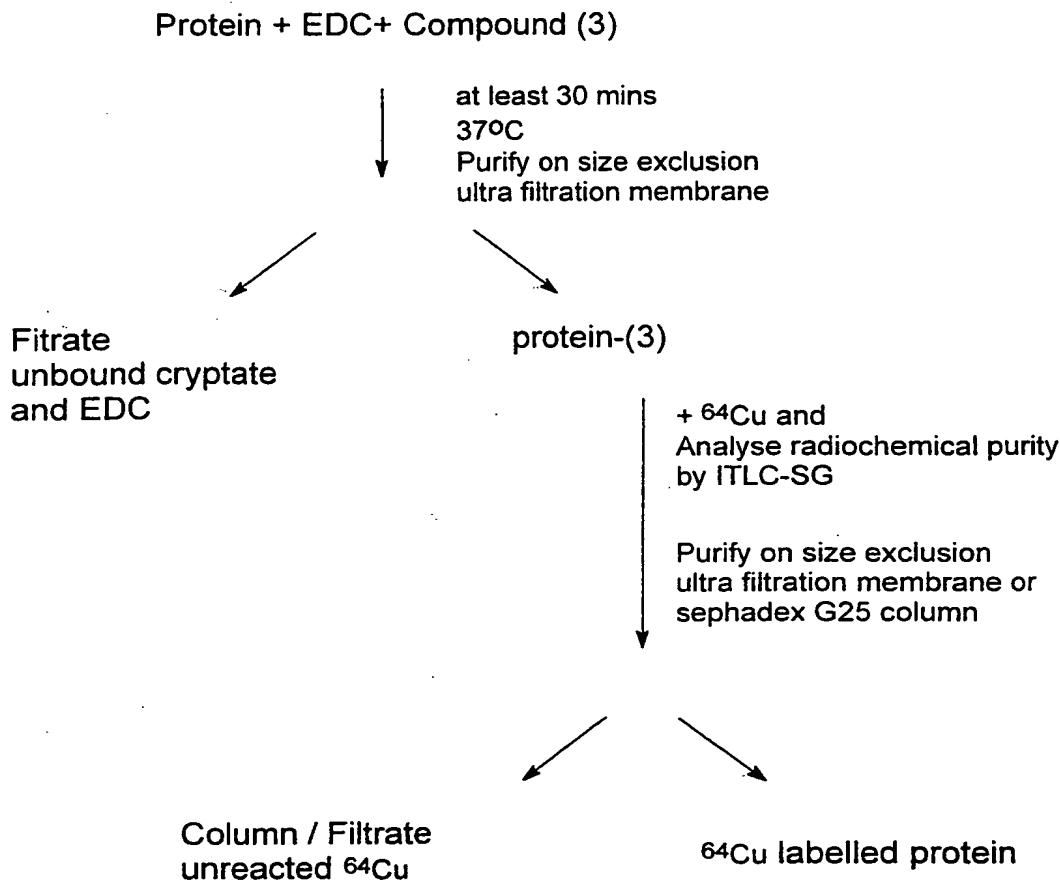 Protein + EDC+ Compound (3)
at least 30 mins
37ºC
Purify on size exclusion
ultra filtration membrane
Fitrate
unbound cryptate
and EDC
protein-(3)
+ ⁶⁴Cu and
Analyse radiochemical purity
by ITLC-SG
Purify on size exclusion
ultra filtration membrane or
sephadex G25 column
Column / Filtrate
unreacted ⁶⁴Cu
⁶⁴Cu labelled protein